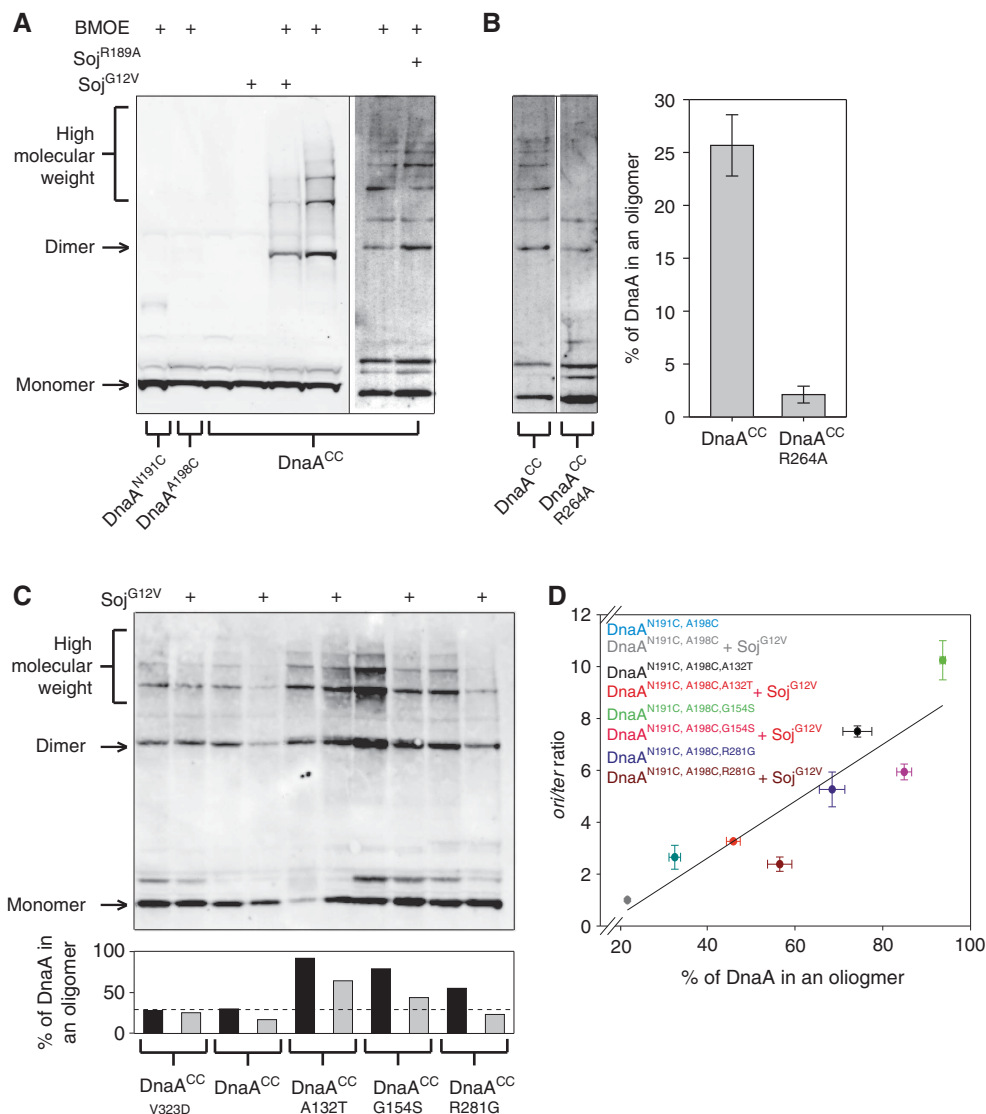 A
BMOE + + + + + +
Soj^R189A +
Soj^G12V + +
High
molecular
weight
Dimer
Monomer
DnaA^N191C
DnaA^A198C
DnaA^CC
B
DnaA^CC
DnaA^CC
R264A
% of DnaA in an oligomer
30
25
20
15
10
5
0
DnaA^CC
DnaA^CC
R264A
C
Soj^G12V + + + + +
High
molecular
weight
Dimer
Monomer
% of DnaA in
an oligomer
100
50
0
DnaA^CC
V323D
DnaA^CC
DnaA^CC
A132T
DnaA^CC
G154S
DnaA^CC
R281G
D
ori/ter ratio
12
10
8
6
4
2
0
DnaA^N191C, A198C
DnaA^N191C, A198C + Soj^G12V
DnaA^N191C, A198C,A132T
DnaA^N191C, A198C,A132T + Soj^G12V
DnaA^N191C, A198C,G154S
DnaA^N191C, A198C,G154S + Soj^G12V
DnaA^N191C, A198C,R281G
DnaA^N191C, A198C,R281G + Soj^G12V
20 40 60 80 100
% of DnaA in an oliogmer